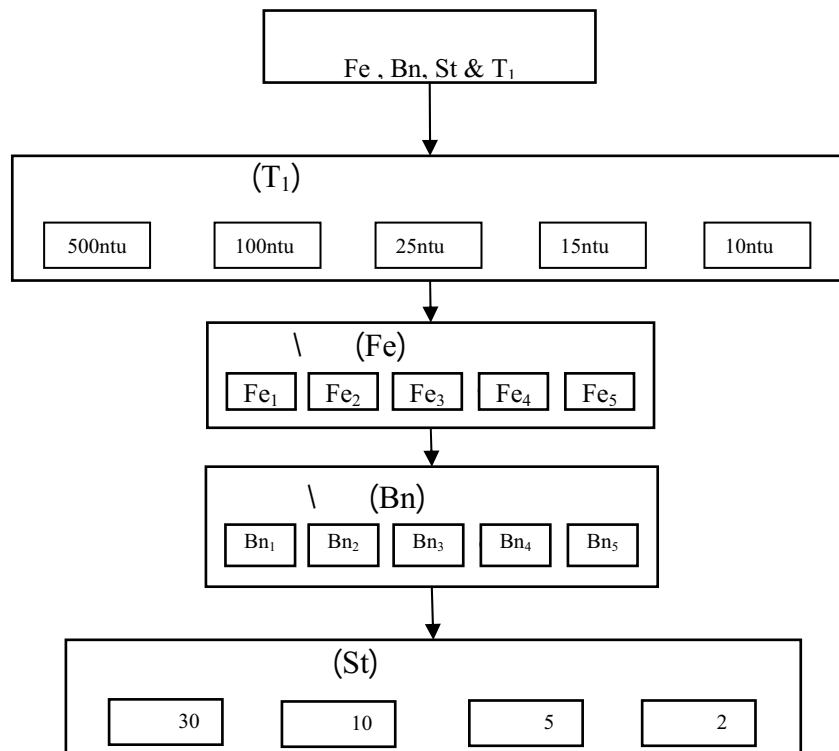 Fe , Bn, St & T₁
(T₁)
500ntu 100ntu 25ntu 15ntu 10ntu
\ (Fe)
Fe₁ Fe₂ Fe₃ Fe₄ Fe₅
\ (Bn)
Bn₁ Bn₂ Bn₃ Bn₄ Bn₅
(St)
30 10 5 2